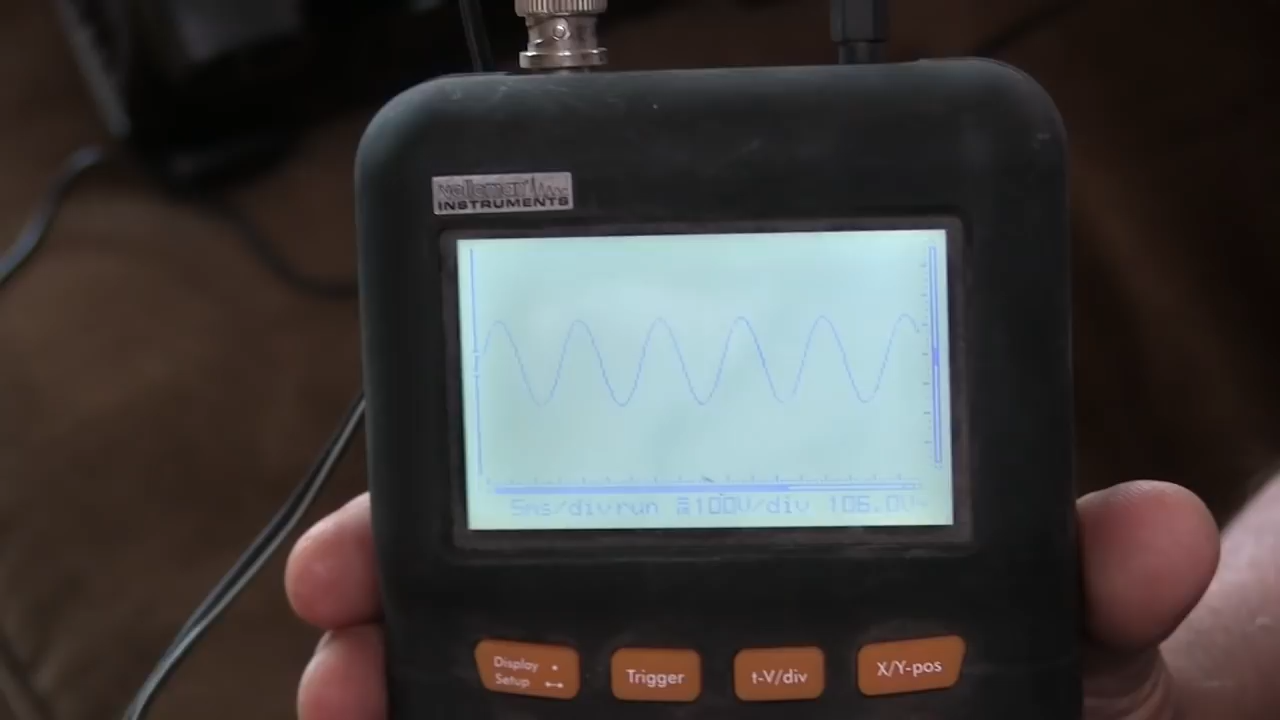 velleman
INSTRUMENTS
5ms/div run ≂100V/div 106.0V~
Display
Setup
Trigger
t-V/div
X/Y-pos